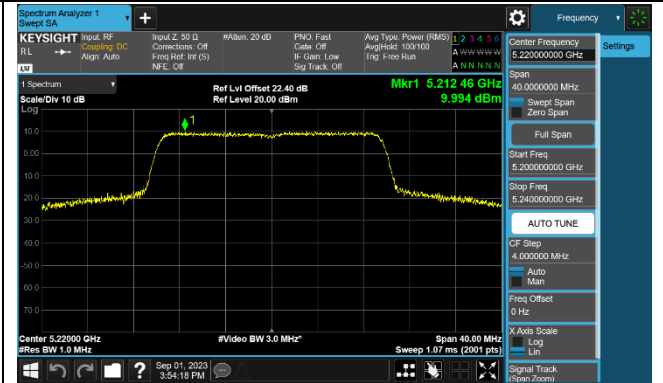 Spectrum Analyzer 1
Swept SA
Frequency
KEYSIGHT
RL
LXI
Input: RF
Coupling: DC
Align: Auto
Input Z: 50 Ω
Corrections: Off
Freq Ref: Int (S)
NFE: Off
#Atten: 20 dB
PNO: Fast
Gate: Off
IF Gain: Low
Sig Track: Off
Avg Type: Power (RMS)
Avg|Hold: 100/100
Trig: Free Run
1 2 3 4 5 6
A W W W W W
A N N N N N
Center Frequency
5.220000000 GHz
Settings
Span
40.0000000 MHz
Swept Span
Zero Span
Full Span
Start Freq
5.200000000 GHz
Stop Freq
5.240000000 GHz
AUTO TUNE
CF Step
4.000000 MHz
Auto
Man
Freq Offset
0 Hz
X Axis Scale
Log
Lin
Signal Track
(Span Zoom)
1 Spectrum
Scale/Div 10 dB
Log
Ref Lvl Offset 22.40 dB
Ref Level 20.00 dBm
Mkr1 5.212 46 GHz
9.994 dBm
1
10.0
0.00
10.0
20.0
30.0
40.0
-50.0
60.0
70.0
Center 5.22000 GHz
#Res BW 1.0 MHz
#Video BW 3.0 MHz*
Span 40.00 MHz
Sweep 1.07 ms (2001 pts)
Sep 01, 2023
3:54:18 PM